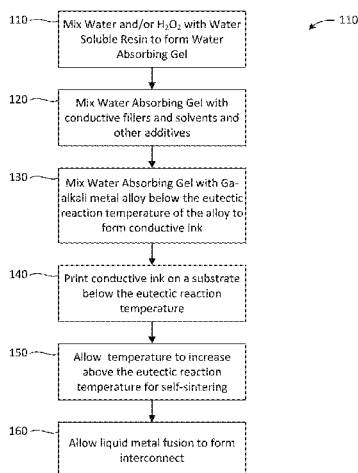 110
110
Mix Water and/or H₂O₂ with Water
Soluble Resin to form Water
Absorbing Gel
120
Mix Water Absorbing Gel with
conductive fillers and solvents and
other additives
130
Mix Water Absorbing Gel with Ga-
alkali metal alloy below the eutectic
reaction temperature of the alloy to
form conductive ink
140
Print conductive ink on a substrate
below the eutectic reaction
temperature
150
Allow temperature to increase
above the eutectic reaction
temperature for self-sintering
160
Allow liquid metal fusion to form
interconnect